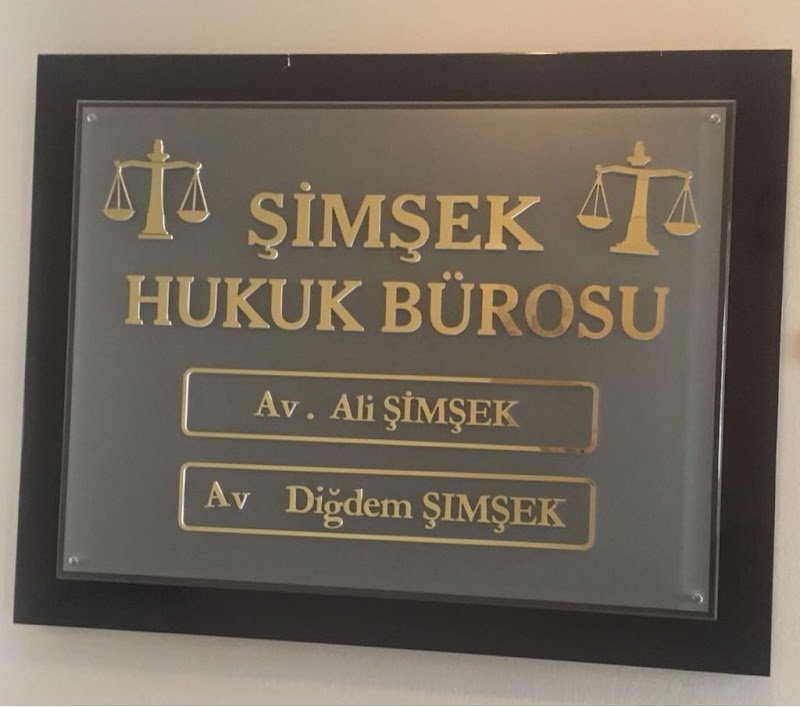 ŞİMŞEK
HUKUK BÜROSU
Av . Ali ŞİMŞEK
Av Diğdem ŞIMŞEK